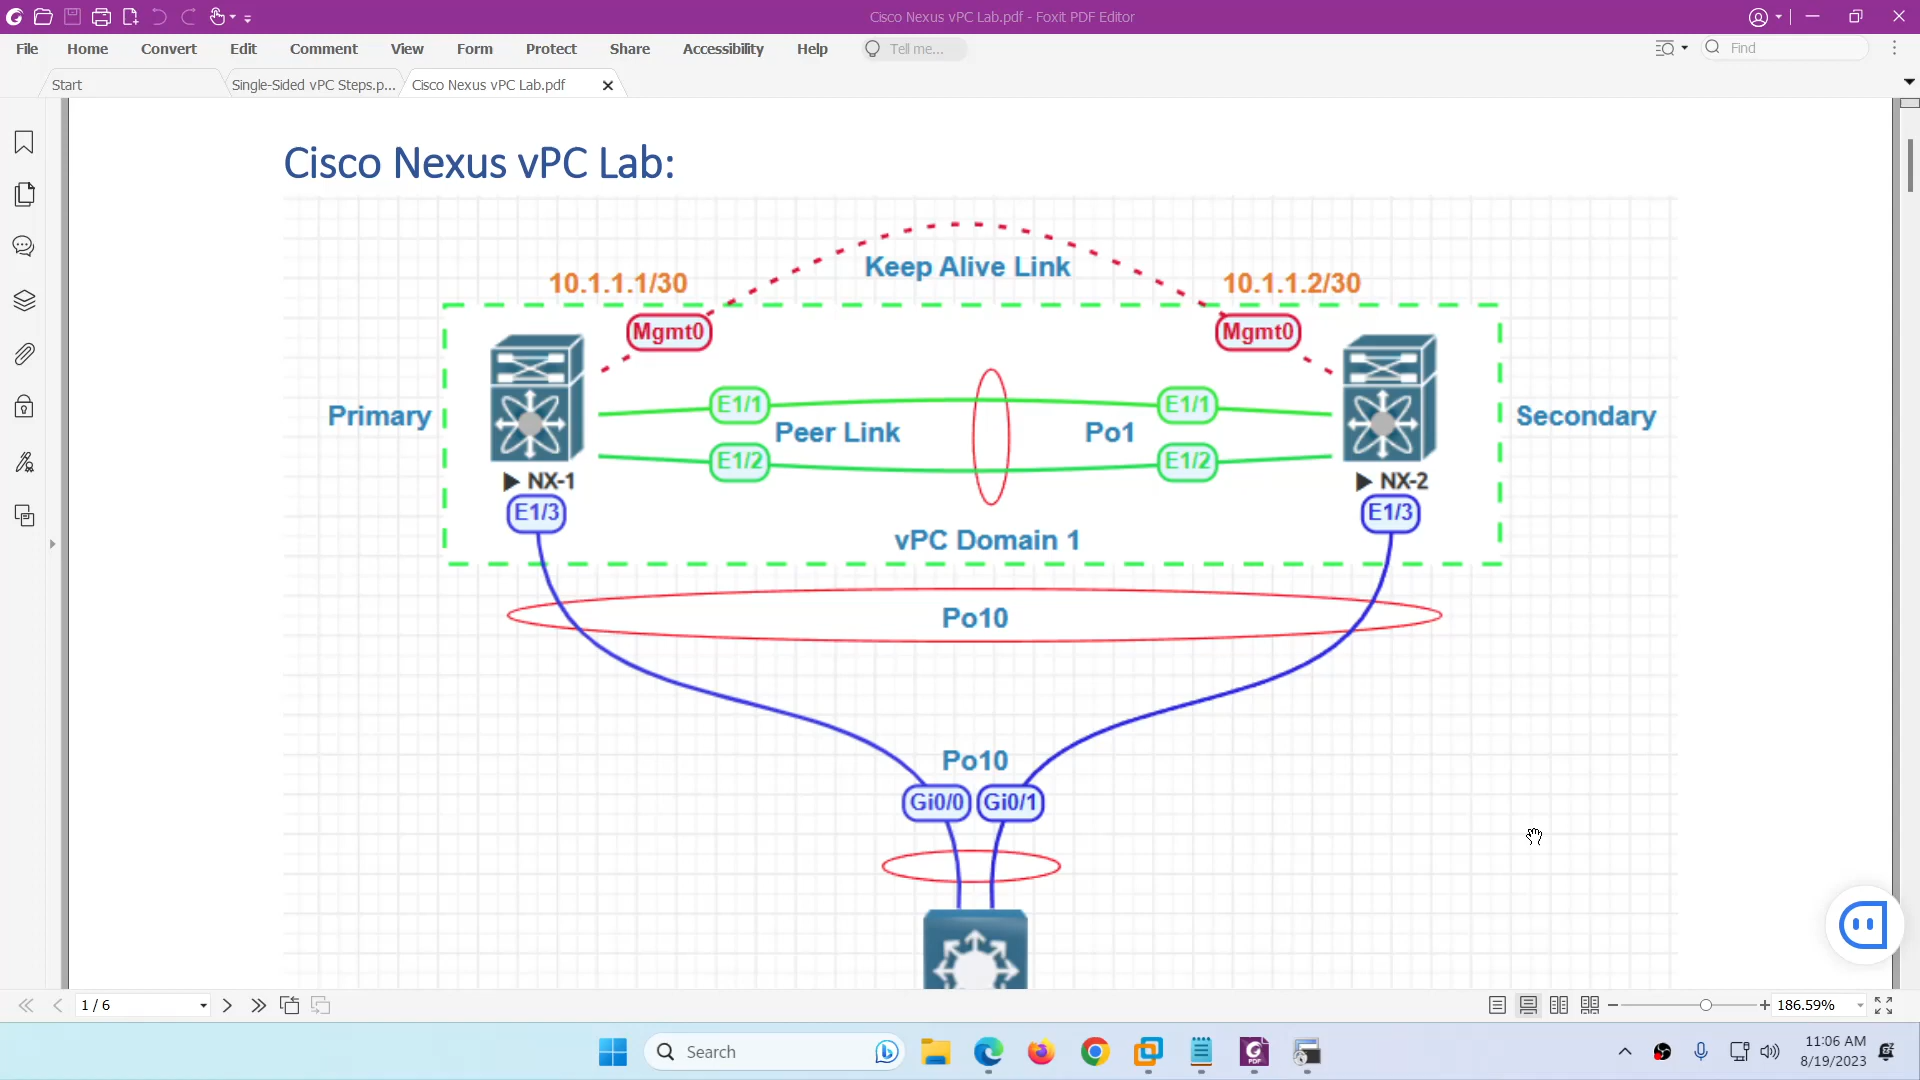 Cisco Nexus vPC Lab.pdf - Foxit PDF Editor
File Home Convert Edit Comment View Form Protect Share Accessibility Help Tell me... Find
Start Single-Sided vPC Steps.p... Cisco Nexus vPC Lab.pdf
Cisco Nexus vPC Lab:
Keep Alive Link
10.1.1.1/30 10.1.1.2/30
Mgmt0 Mgmt0
E1/1 E1/1
Primary Peer Link Po1 Secondary
E1/2 E1/2
NX-1 NX-2
E1/3 E1/3
vPC Domain 1
Po10
Po10
Gi0/0 Gi0/1
1 / 6 186.59%
Search 11:06 AM
8/19/2023